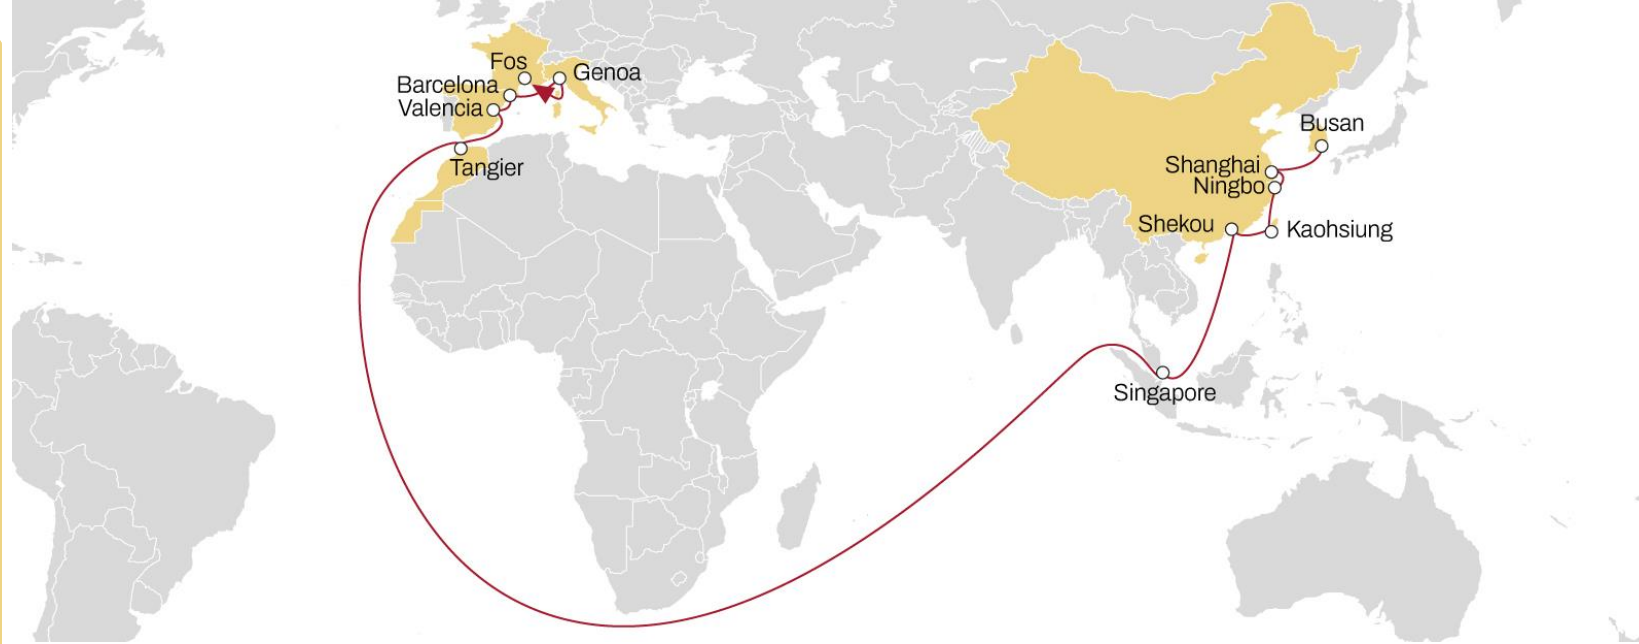 Fos
Genoa
Barcelona
Valencia
Tangier
Busan
Shanghai
Ningbo
Shekou
Kaohsiung
Singapore